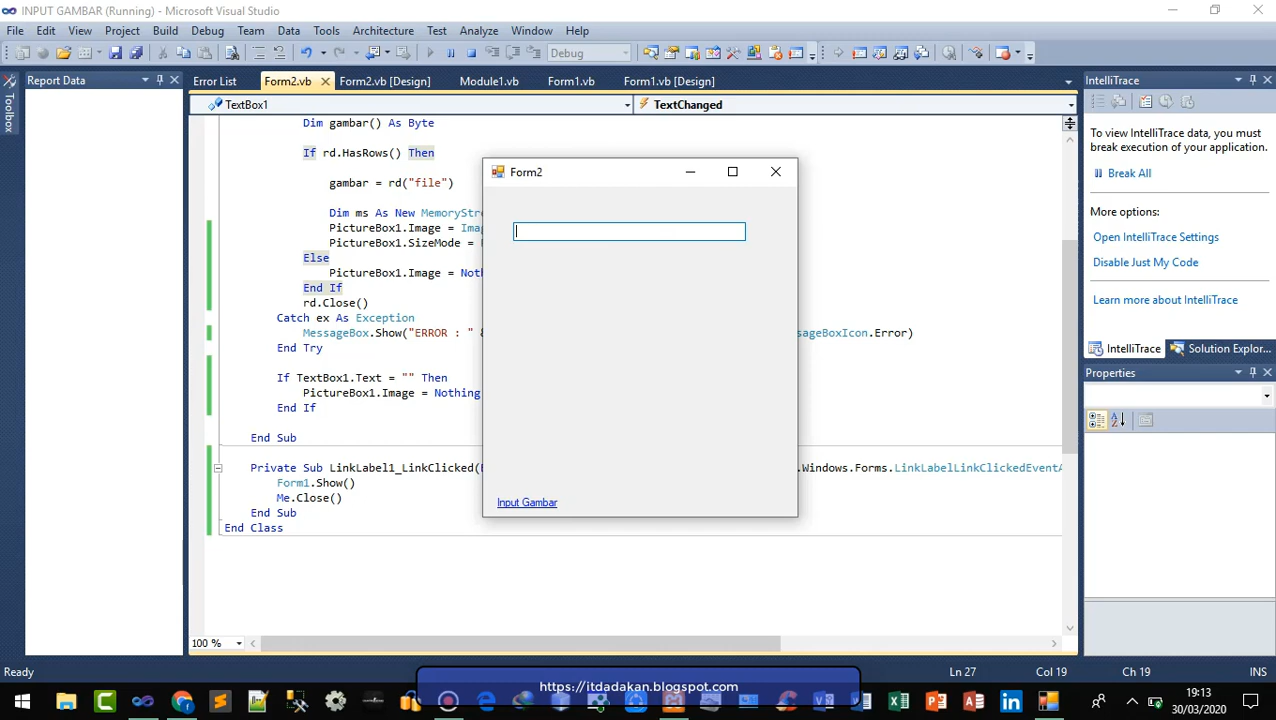 INPUT GAMBAR (Running) - Microsoft Visual Studio
File Edit View Project Build Debug Team Data Tools Architecture Test Analyze Window Help
Debug
Report Data
Error List Form2.vb Form2.vb [Design] Module1.vb Form1.vb Form1.vb [Design]
IntelliTrace
Toolbox
TextBox1 TextChanged
Dim gambar() As Byte
If rd.HasRows() Then
gambar = rd("file")
Dim ms As New MemoryStre
PictureBox1.Image = Ima
PictureBox1.SizeMode =
Else
PictureBox1.Image = Noth
End If
rd.Close()
Catch ex As Exception
MessageBox.Show("ERROR : " & sageBoxIcon.Error)
End Try
If TextBox1.Text = "" Then
PictureBox1.Image = Nothing
End If
End Sub
Private Sub LinkLabel1_LinkClicked( .Windows.Forms.LinkLabelLinkClickedEventA
Form1.Show()
Me.Close()
End Sub
End Class
Form2
Input Gambar
To view IntelliTrace data, you must
break execution of your application.
Break All
More options:
Open IntelliTrace Settings
Disable Just My Code
Learn more about IntelliTrace
IntelliTrace Solution Explor...
Properties
100 %
Ready Ln 27 Col 19 Ch 19 INS
https://itdadakan.blogspot.com
19:13
30/03/2020